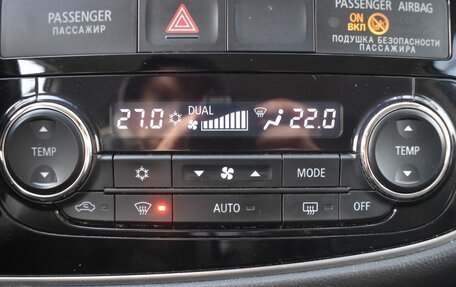 PASSENGER
ПАССАЖИР
PASSENGER AIRBAG
ON
ВКЛ
ПОДУШКА БЕЗОПАСНОСТИ
ПАССАЖИРА
27.0 DUAL 22.0
TEMP
MODE
TEMP
AUTO
OFF